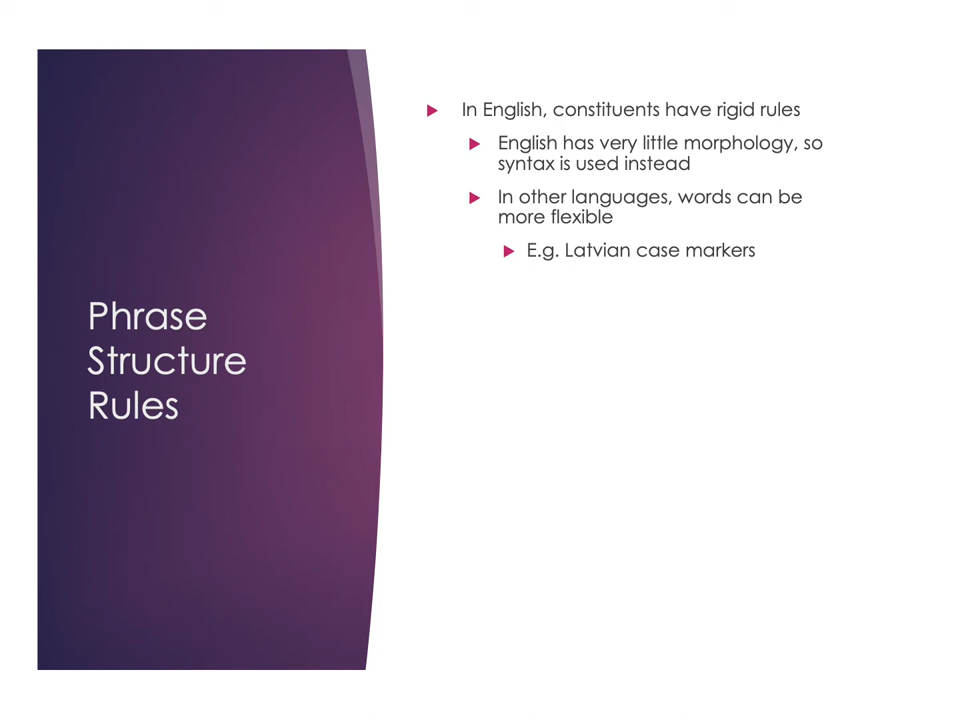 Phrase
Structure
Rules
In English, constituents have rigid rules
English has very little morphology, so
syntax is used instead
In other languages, words can be
more flexible
E.g. Latvian case markers